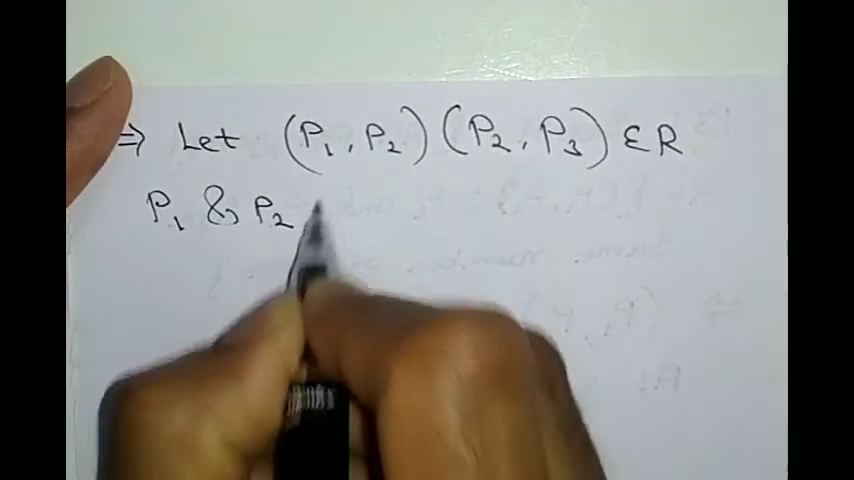 ⇒ Let (P₁, P₂) (P₂, P₃) ∈ R
P₁ & P₂